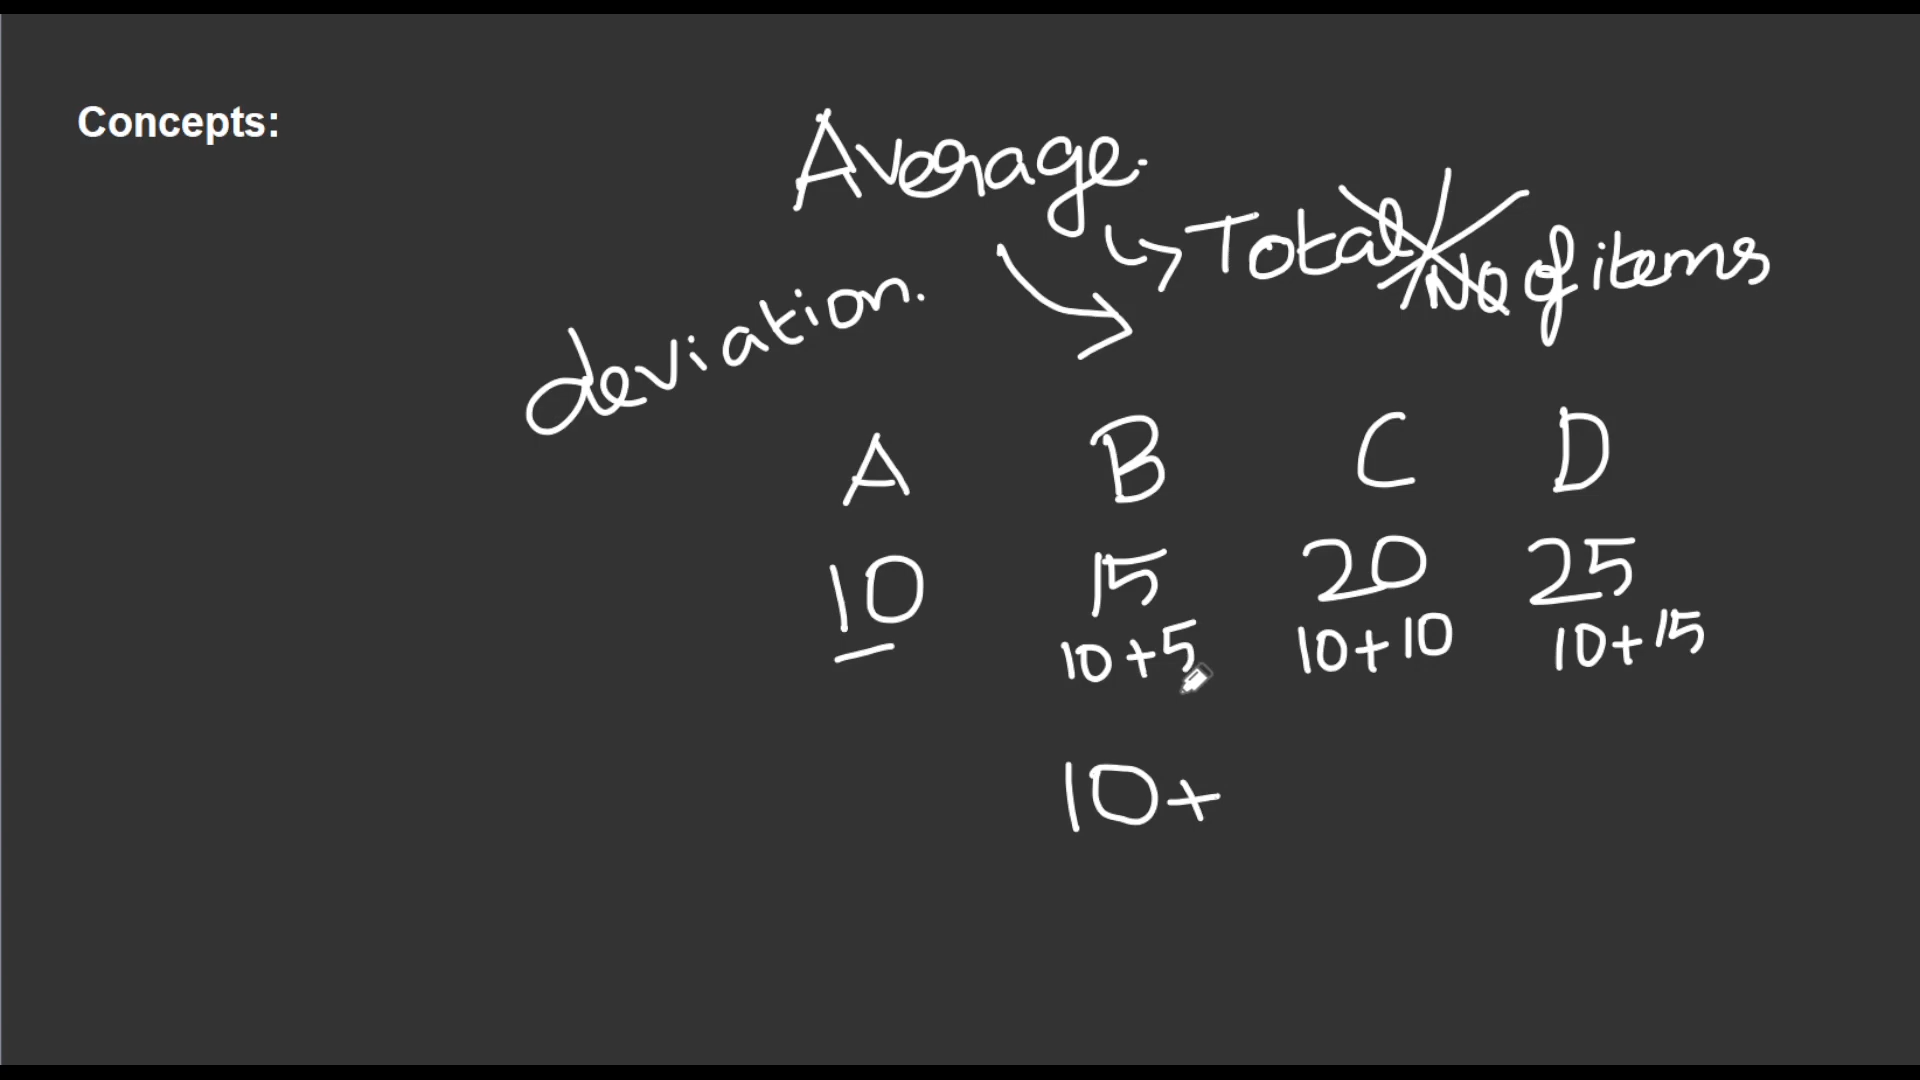 Concepts:
Average.
Total/No of items
deviation.
A B C D
10 15 20 25
10+5 10+10 10+15
10+